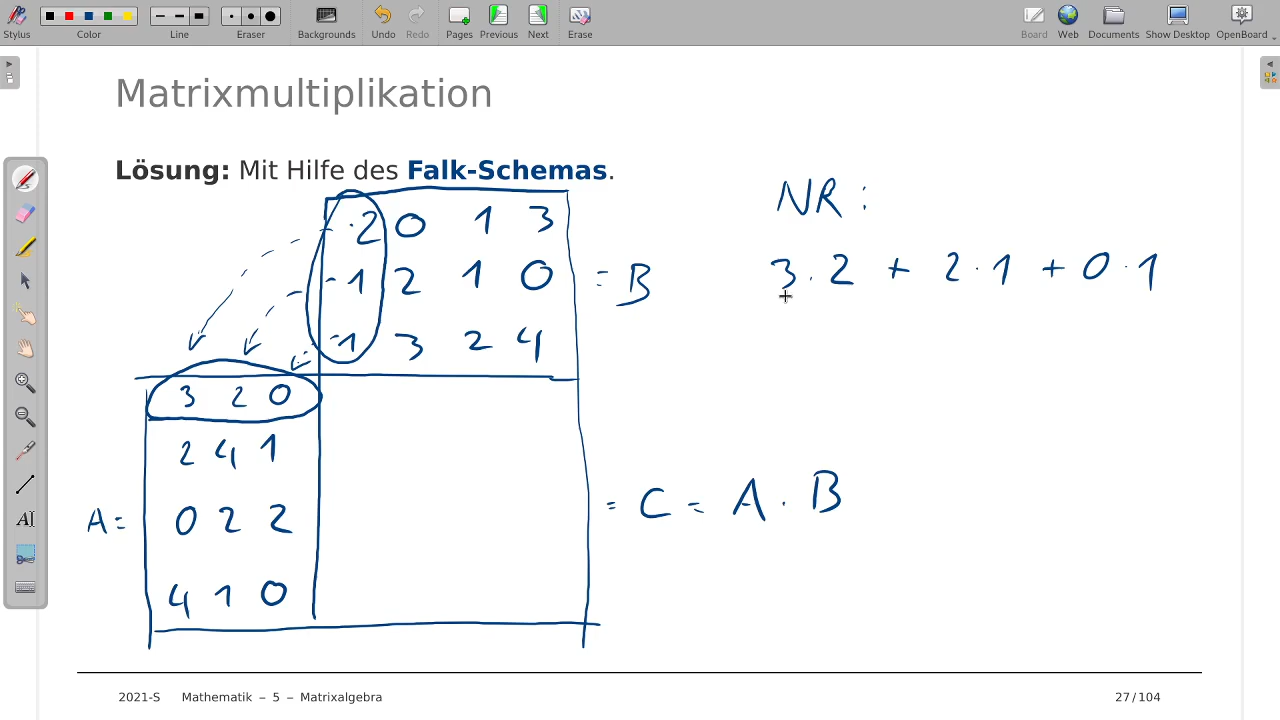 Stylus Color Line Eraser Backgrounds Undo Redo Pages Previous Next Erase Board Web Documents Show Desktop OpenBoard
Matrixmultiplikation
Lösung: Mit Hilfe des Falk-Schemas.
NR:
2 0 1 3
1 2 1 0 = B
1 3 2 4
3 · 2 + 2 · 1 + 0 · 1
3 2 0
2 4 1
A = 0 2 2
= C = A · B
4 1 0
2021-S Mathematik – 5 – Matrixalgebra 27/104